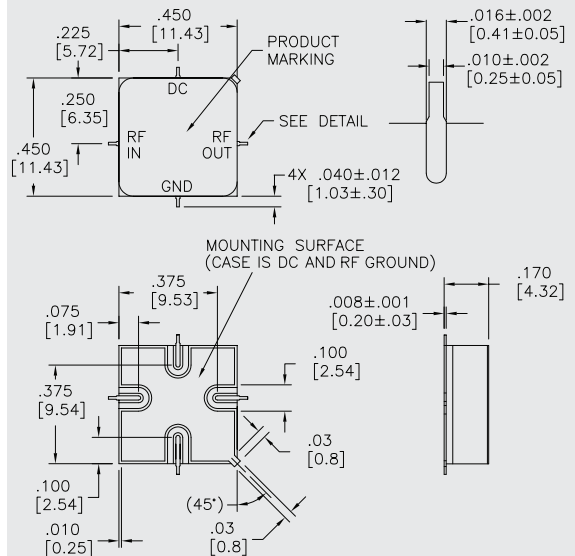 .450
[11.43]
.225
[5.72]
PRODUCT
MARKING
.016±.002
[0.41±0.05]
.010±.002
[0.25±0.05]
DC
.250
[6.35]
.450
[11.43]
RF
IN
RF
OUT
SEE DETAIL
GND
4X .040±.012
[1.03±.30]
MOUNTING SURFACE
(CASE IS DC AND RF GROUND)
.375
[9.53]
.075
[1.91]
.170
[4.32]
.008±.001
[0.20±.03]
.100
[2.54]
.375
[9.54]
.03
[0.8]
.100
[2.54]
(45°)
.010
[0.25]
.03
[0.8]